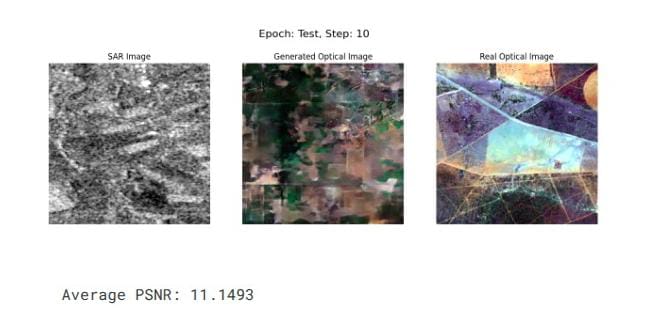 Epoch: Test, Step: 10
SAR Image
Generated Optical Image
Real Optical Image
Average PSNR: 11.1493